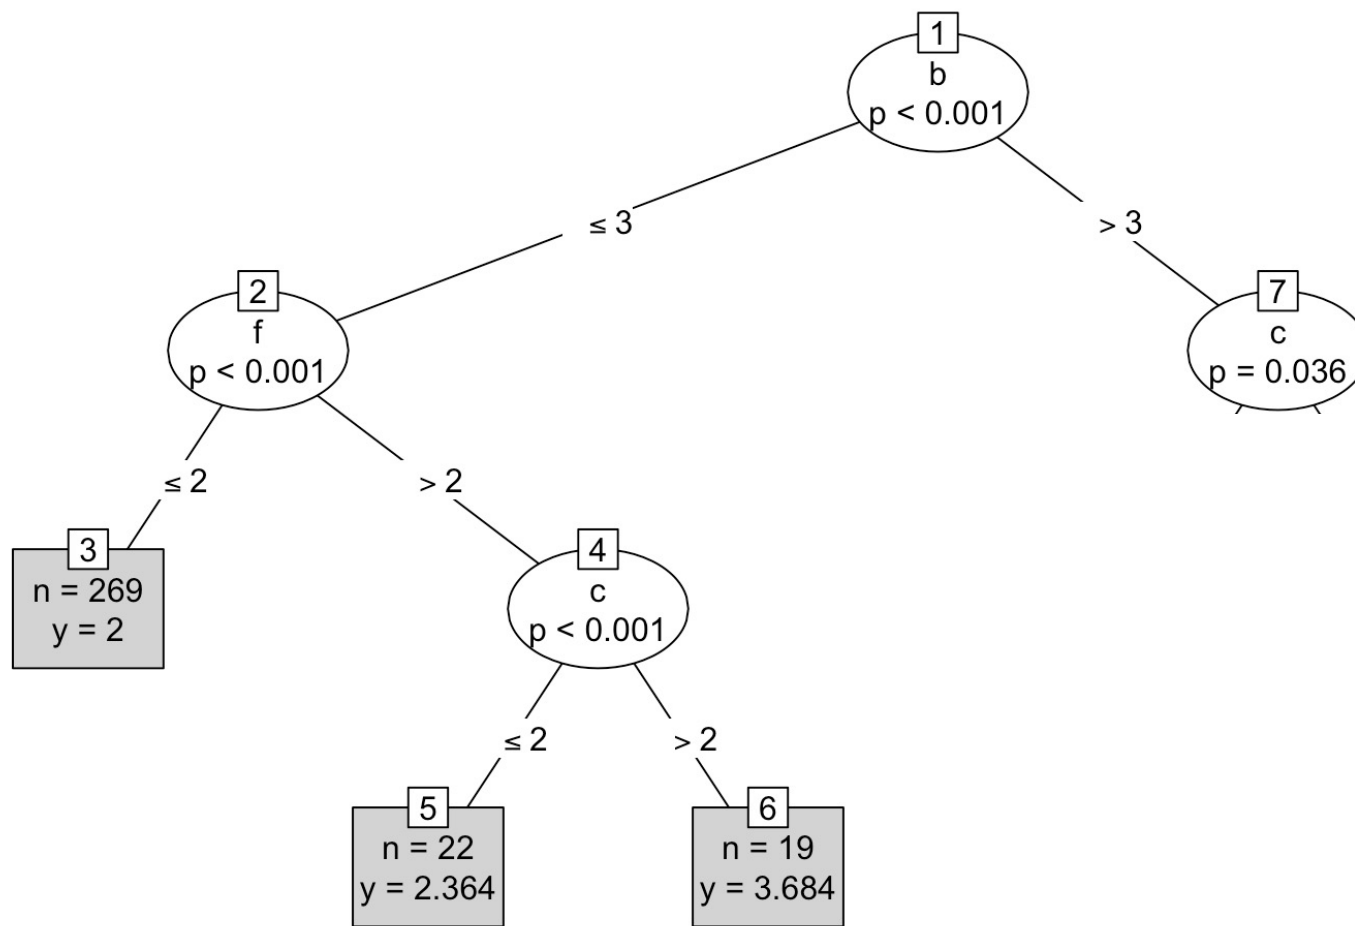 1
b
p < 0.001
≤ 3
> 3
2
f
p < 0.001
7
c
p = 0.036
≤ 2
> 2
3
n = 269
y = 2
4
c
p < 0.001
≤ 2
> 2
5
n = 22
y = 2.364
6
n = 19
y = 3.684